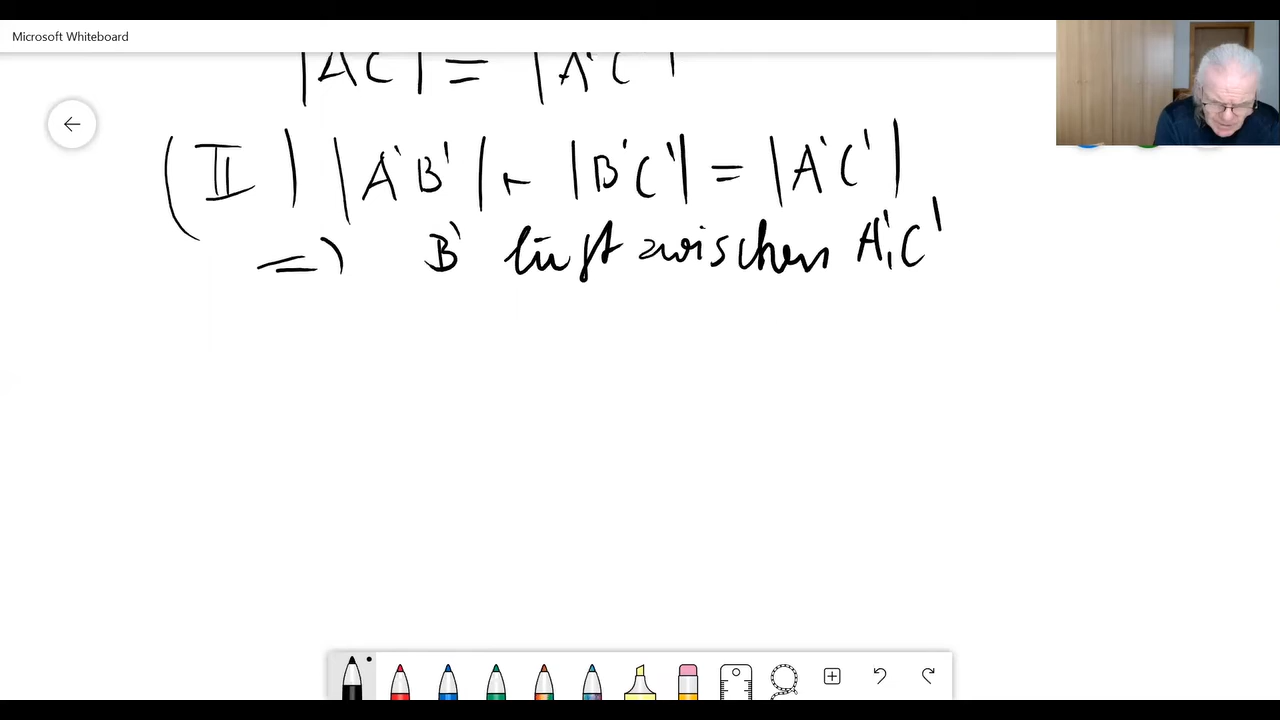 Microsoft Whiteboard
|AC| = |A'C'|
(II) |A'B'| + |B'C'| = |A'C'|
=> B' liegt zwischen A', C'